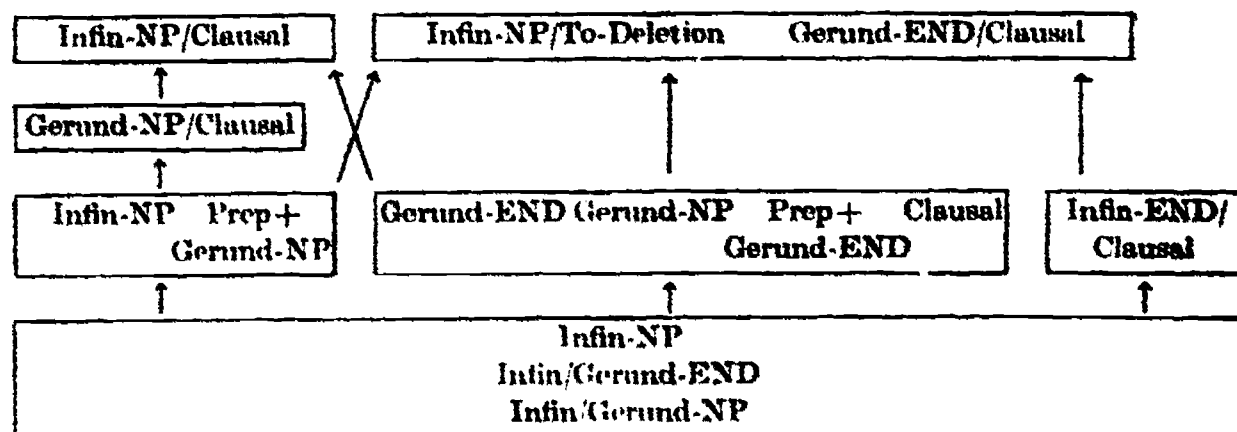 Infin-NP/Clausal Infin-NP/To-Deletion Gerund-END/Clausal
Gerund-NP/Clausal
Infin-NP Prep+ Gerund-END Gerund-NP Prep+ Clausal Infin-END/
Gerund-NP Gerund-END Clausal
Infin-NP
Infin/Gerund-END
Infin/Gerund-NP